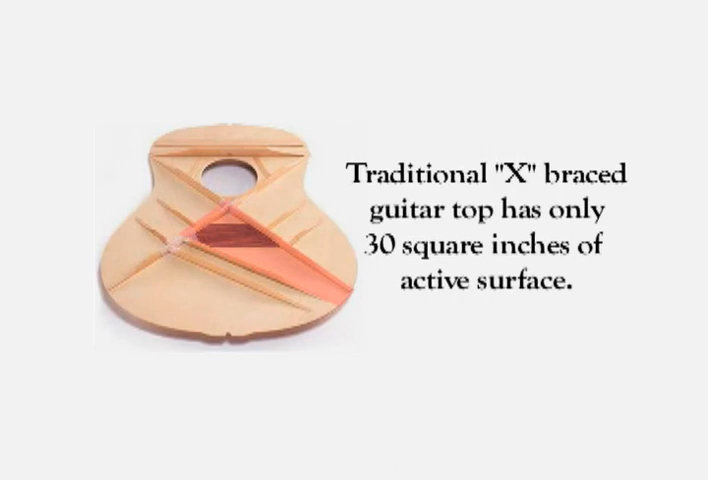 Traditional "X" braced
guitar top has only
30 square inches of
active surface.